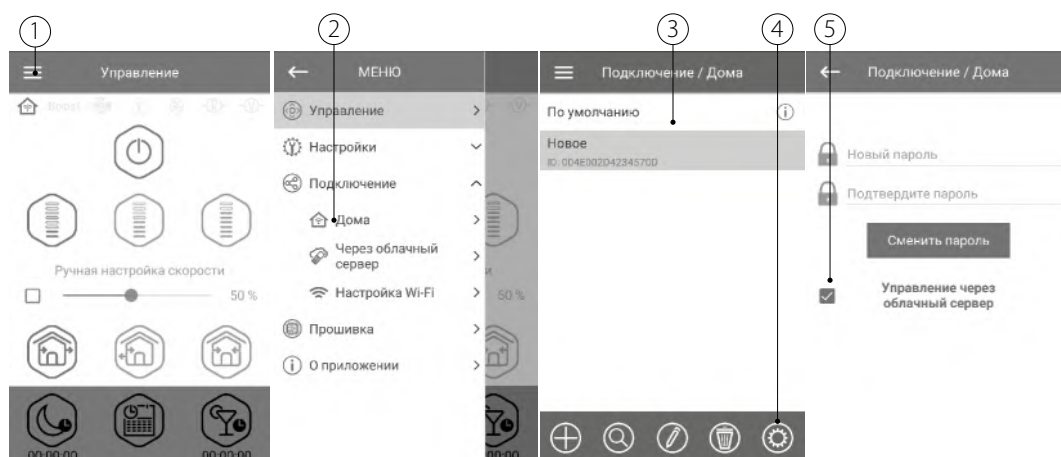 1
2
3
4
5
Управление
Boost
Ручная настройка скорости
50 %
00:00:00
00:00:00
МЕНЮ
Управление
Настройки
Подключение
Дома
Через облачный
сервер
Настройка Wi-Fi
Прошивка
О приложении
50 %
00:00
Подключение / Дома
По умолчанию
Новое
ID: 004E002D4234570D
Подключение / Дома
Новый пароль
Подтвердите пароль
Сменить пароль
Управление через
облачный сервер